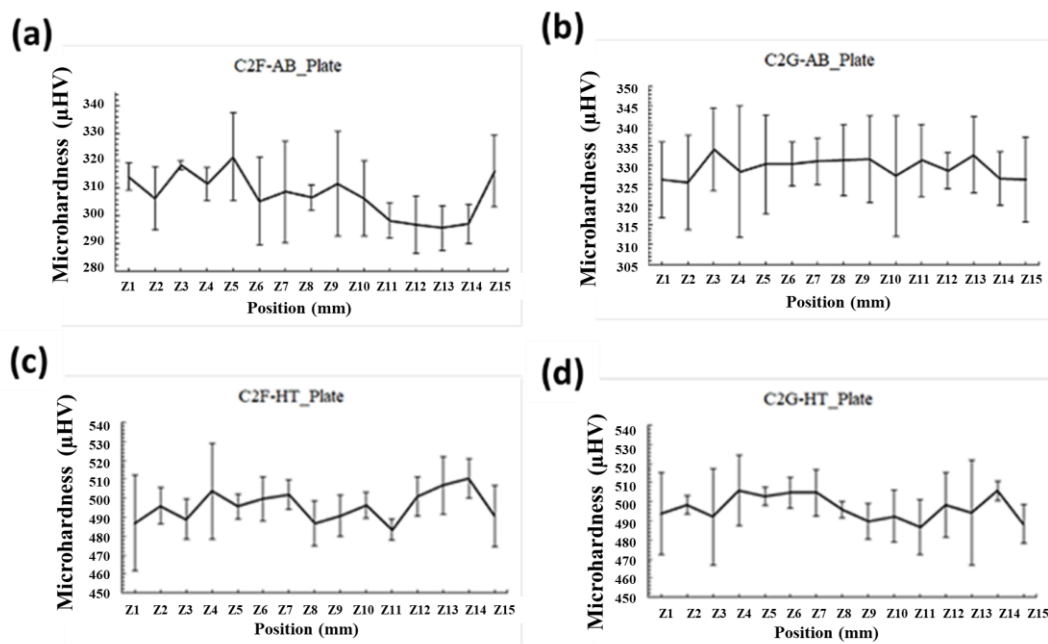 (a)
C2F-AB_Plate
Microhardness (μHV)
340
330
320
310
300
290
280
Z1 Z2 Z3 Z4 Z5 Z6 Z7 Z8 Z9 Z10 Z11 Z12 Z13 Z14 Z15
Position (mm)
(b)
C2G-AB_Plate
Microhardness (μHV)
350
345
340
335
330
325
320
315
310
305
Z1 Z2 Z3 Z4 Z5 Z6 Z7 Z8 Z9 Z10 Z11 Z12 Z13 Z14 Z15
Position (mm)
(c)
C2F-HT_Plate
Microhardness (μHV)
540
530
520
510
500
490
480
470
460
450
Z1 Z2 Z3 Z4 Z5 Z6 Z7 Z8 Z9 Z10 Z11 Z12 Z13 Z14 Z15
Position (mm)
(d)
C2G-HT_Plate
Microhardness (μHV)
540
530
520
510
500
490
480
470
460
450
Z1 Z2 Z3 Z4 Z5 Z6 Z7 Z8 Z9 Z10 Z11 Z12 Z13 Z14 Z15
Position (mm)